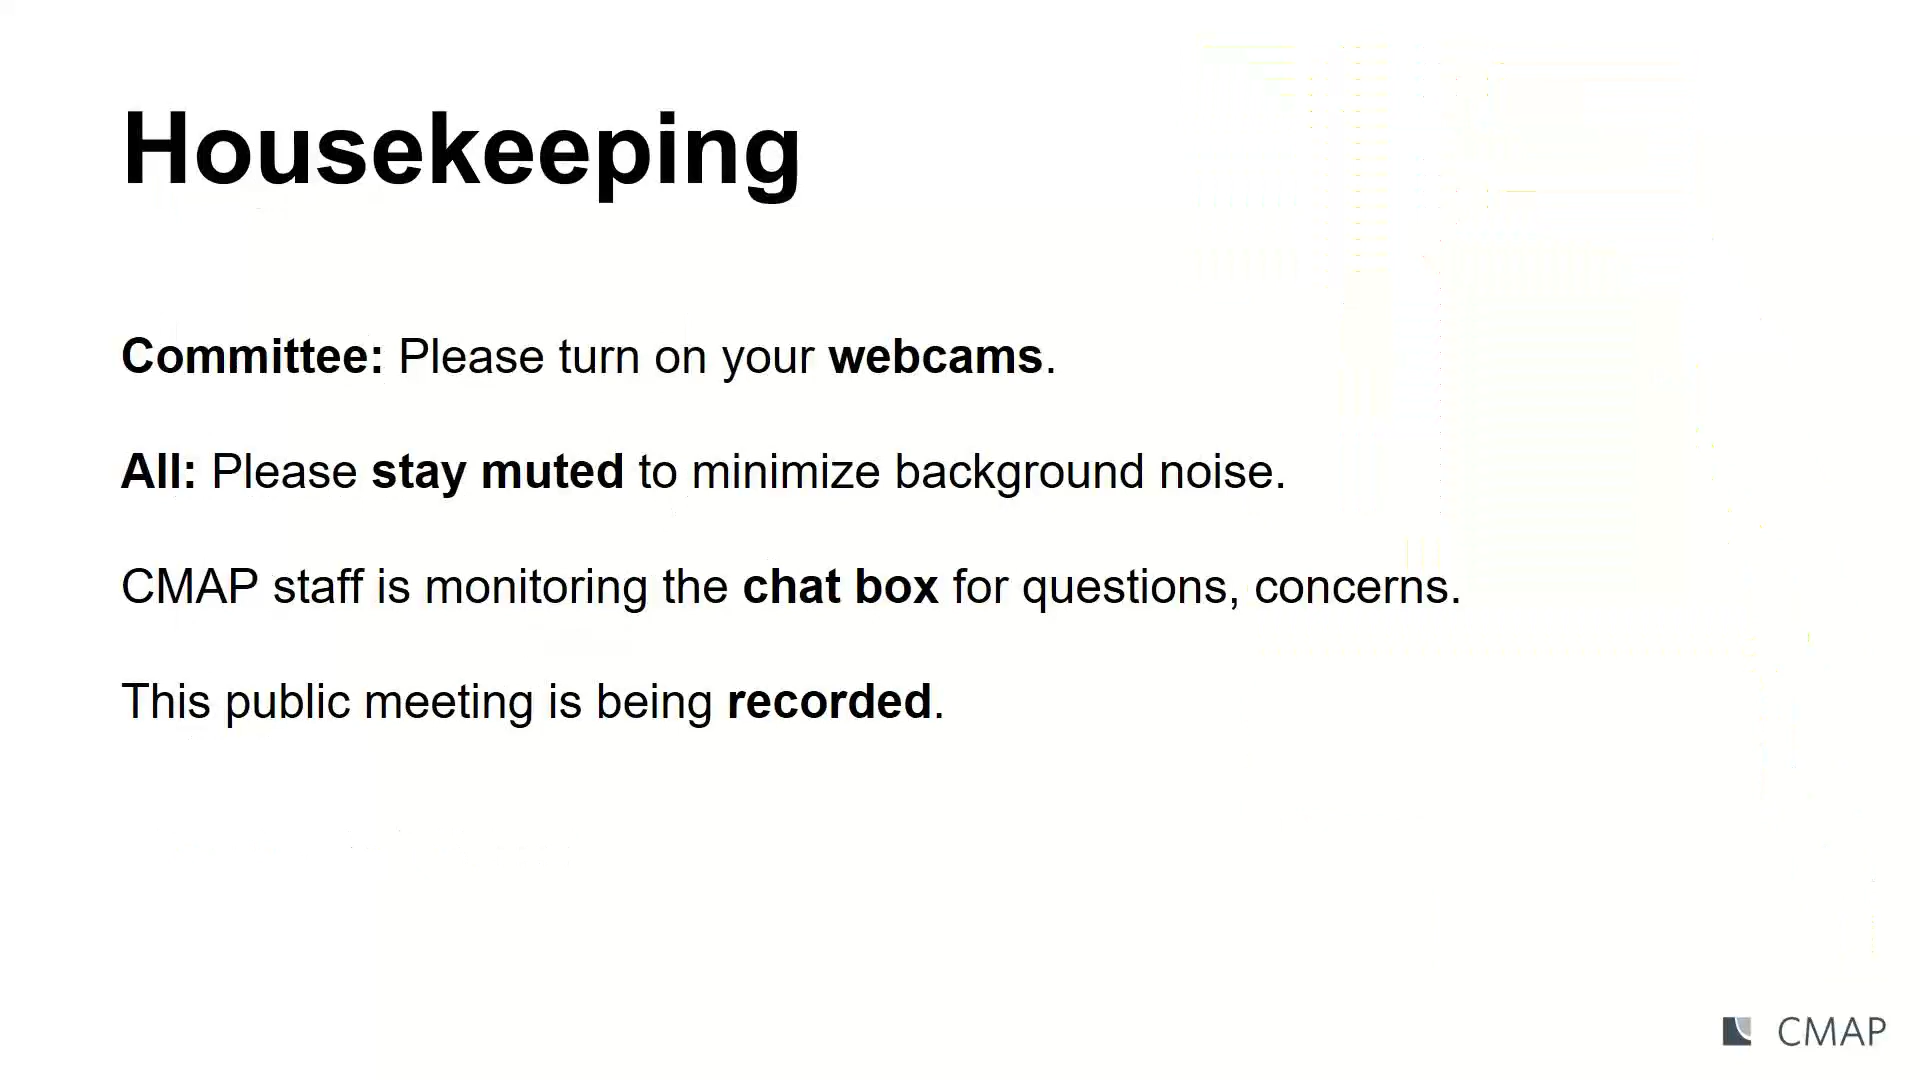 Housekeeping
Committee: Please turn on your webcams.
All: Please stay muted to minimize background noise.
CMAP staff is monitoring the chat box for questions, concerns.
This public meeting is being recorded.
CMAP